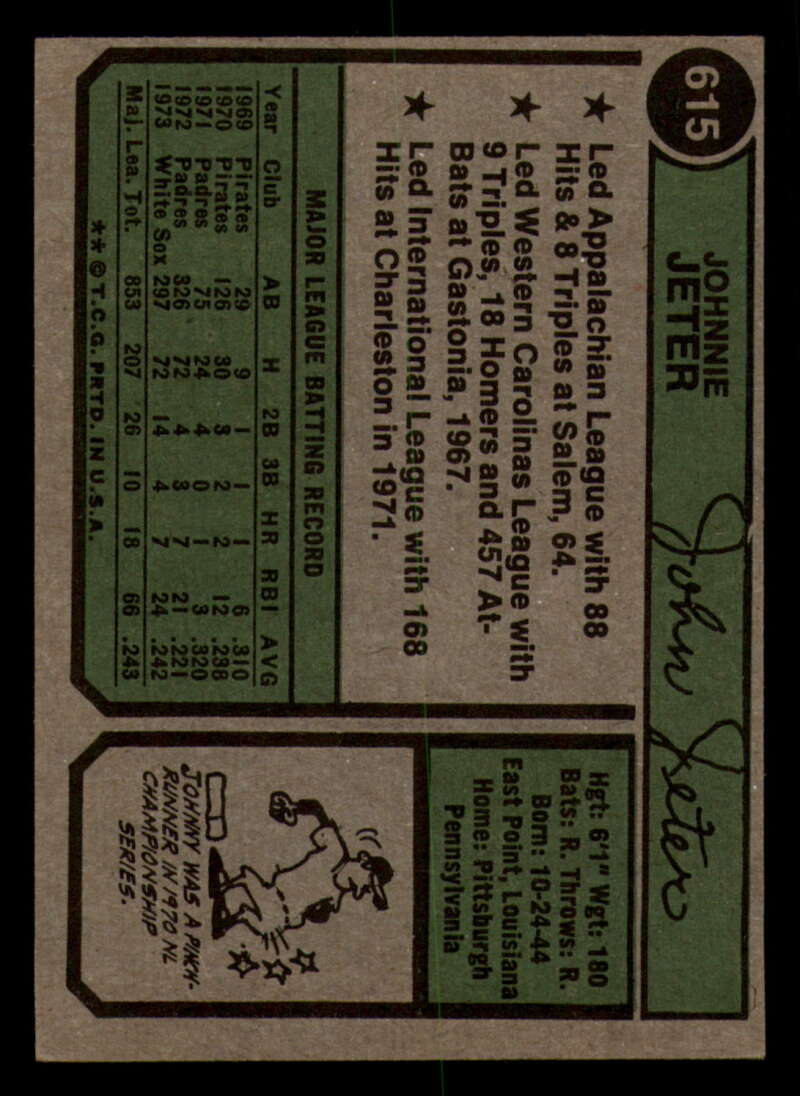 615
JOHNNIE
JETER
John Jeter
★ Led Appalachian League with 88
Hits & 8 Triples at Salem, 64.
★ Led Western Carolinas League with
9 Triples, 18 Homers and 457 At-
Bats at Gastonia, 1967.
★ Led International League with 168
Hits at Charleston in 1971.
MAJOR LEAGUE BATTING RECORD
Year Club AB H 2B 3B HR RBI AVG
1969 Pirates 29 9 1 1 1 6 .310
1970 Pirates 126 30 3 2 2 12 .238
1971 Padres 75 24 4 0 1 3 .320
1972 Padres 326 72 4 3 7 21 .221
1973 White Sox 297 72 14 4 7 24 .242
Maj. Lea. Tot. 853 207 26 10 18 66 .243
** © T.C.G. PRTD. IN U.S.A.
Hgt: 6'1" Wgt: 180
Bats: R. Throws: R.
Born: 10-24-44
East Point, Louisiana
Home: Pittsburgh
Pennsylvania
JOHNNY WAS A PINCH-
RUNNER IN 1970 NL
CHAMPIONSHIP
SERIES.